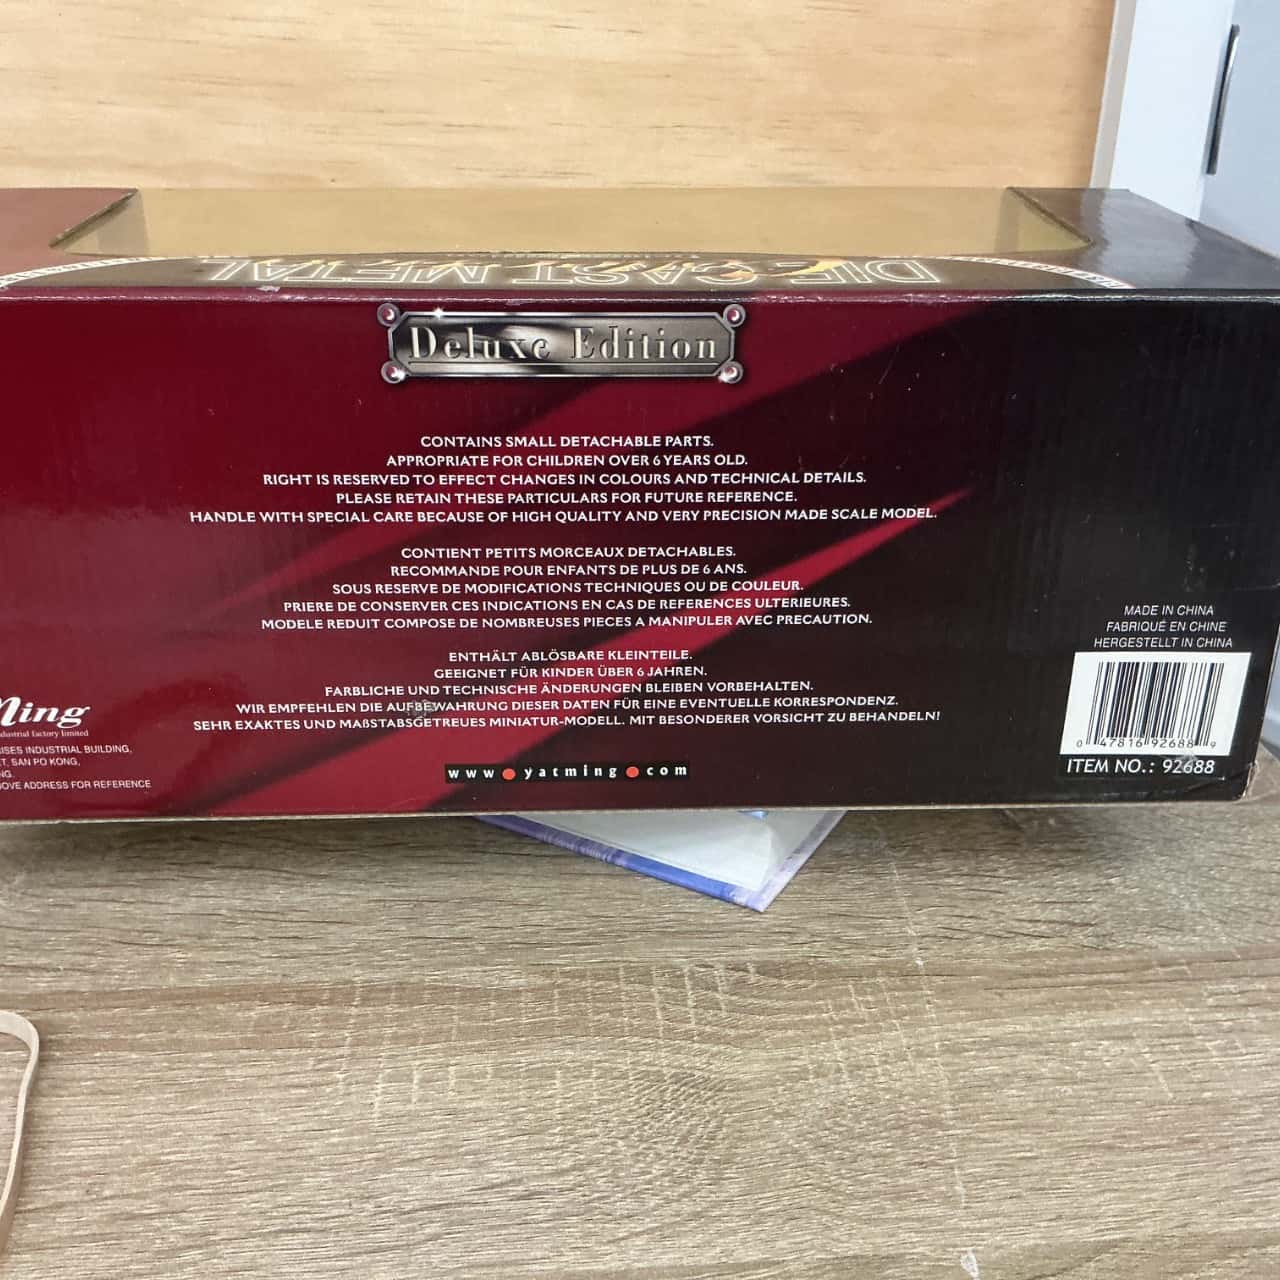 DIE CAST METAL
Deluxe Edition
CONTAINS SMALL DETACHABLE PARTS.
APPROPRIATE FOR CHILDREN OVER 6 YEARS OLD.
RIGHT IS RESERVED TO EFFECT CHANGES IN COLOURS AND TECHNICAL DETAILS.
PLEASE RETAIN THESE PARTICULARS FOR FUTURE REFERENCE.
HANDLE WITH SPECIAL CARE BECAUSE OF HIGH QUALITY AND VERY PRECISION MADE SCALE MODEL.
CONTIENT PETITS MORCEAUX DETACHABLES.
RECOMMANDE POUR ENFANTS DE PLUS DE 6 ANS.
SOUS RESERVE DE MODIFICATIONS TECHNIQUES OU DE COULEUR.
PRIERE DE CONSERVER CES INDICATIONS EN CAS DE REFERENCES ULTERIEURES.
MODELE REDUIT COMPOSE DE NOMBREUSES PIECES A MANIPULER AVEC PRECAUTION.
ENTHÄLT ABLÖSBARE KLEINTEILE.
GEEIGNET FÜR KINDER ÜBER 6 JAHREN.
FARBLICHE UND TECHNISCHE ÄNDERUNGEN BLEIBEN VORBEHALTEN.
WIR EMPFEHLEN DIE AUFBEWAHRUNG DIESER DATEN FÜR EINE EVENTUELLE KORRESPONDENZ.
SEHR EXAKTES UND MAßSTABSGETREUES MINIATUR-MODELL. MIT BESONDERER VORSICHT ZU BEHANDELN!
www.yatming.com
Ming
industrial factory limited
ISES INDUSTRIAL BUILDING,
ET, SAN PO KONG,
NG.
OVE ADDRESS FOR REFERENCE
MADE IN CHINA
FABRIQUÉ EN CHINE
HERGESTELLT IN CHINA
0 47816 92688 9
ITEM NO.: 92688